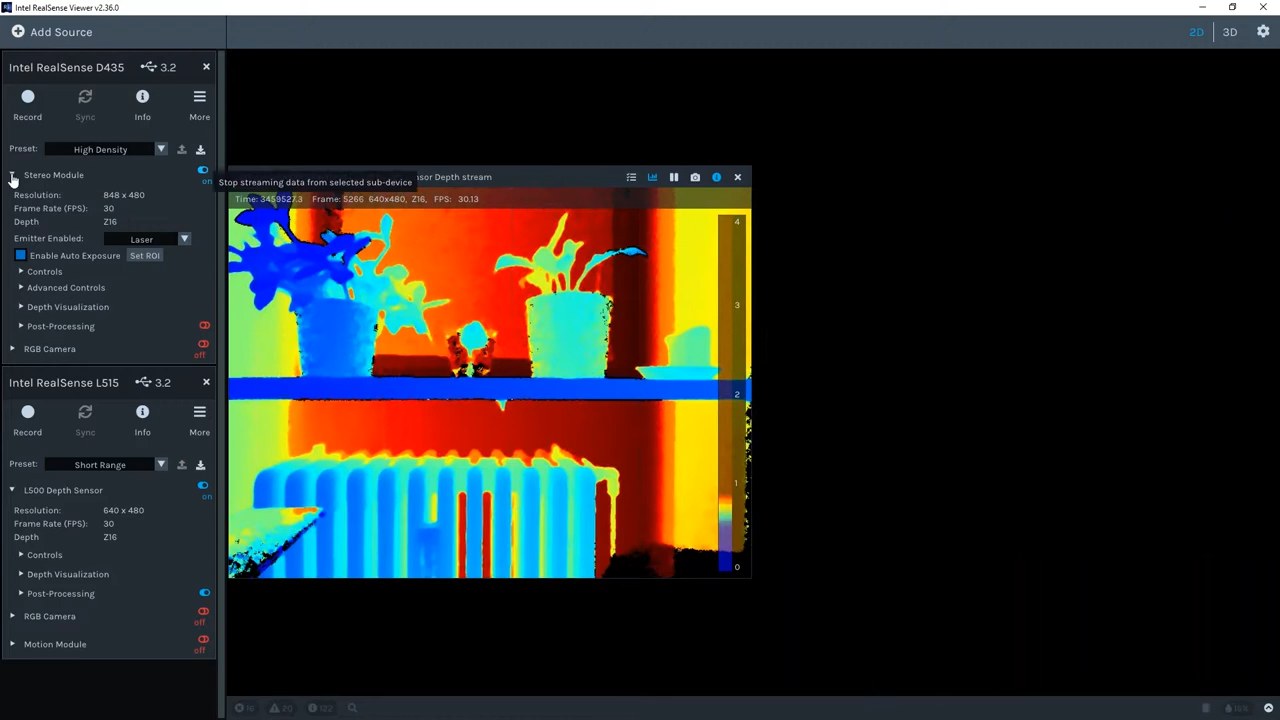 Intel RealSense Viewer v2.36.0
Add Source
2D
3D
Intel RealSense D435
3.2
Record
Sync
Info
More
Preset:
High Density
Stereo Module
on
Stop streaming data from selected sub-device
sor Depth stream
Resolution: 848 x 480
Frame Rate (FPS): 30
Depth Z16
Emitter Enabled: Laser
Enable Auto Exposure Set ROI
Controls
Advanced Controls
Depth Visualization
Post-Processing
RGB Camera
off
Time: 3459527.3 Frame: 5266 640x480, Z16, FPS: 30.13
4
3
2
1
0
Intel RealSense L515
3.2
Record
Sync
Info
More
Preset:
Short Range
L500 Depth Sensor
on
Resolution: 640 x 480
Frame Rate (FPS): 30
Depth Z16
Controls
Depth Visualization
Post-Processing
RGB Camera
off
Motion Module
off
20